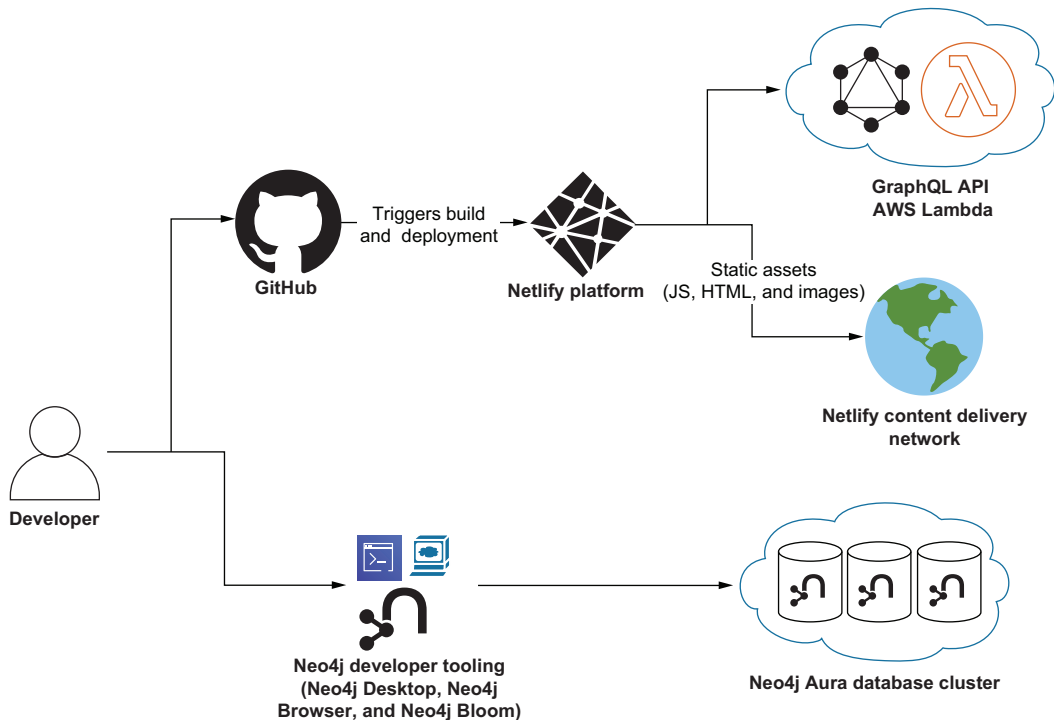 GraphQL API
AWS Lambda
Triggers build
and deployment
GitHub
Netlify platform
Static assets
(JS, HTML, and images)
Netlify content delivery
network
Developer
Neo4j developer tooling
(Neo4j Desktop, Neo4j
Browser, and Neo4j Bloom)
Neo4j Aura database cluster